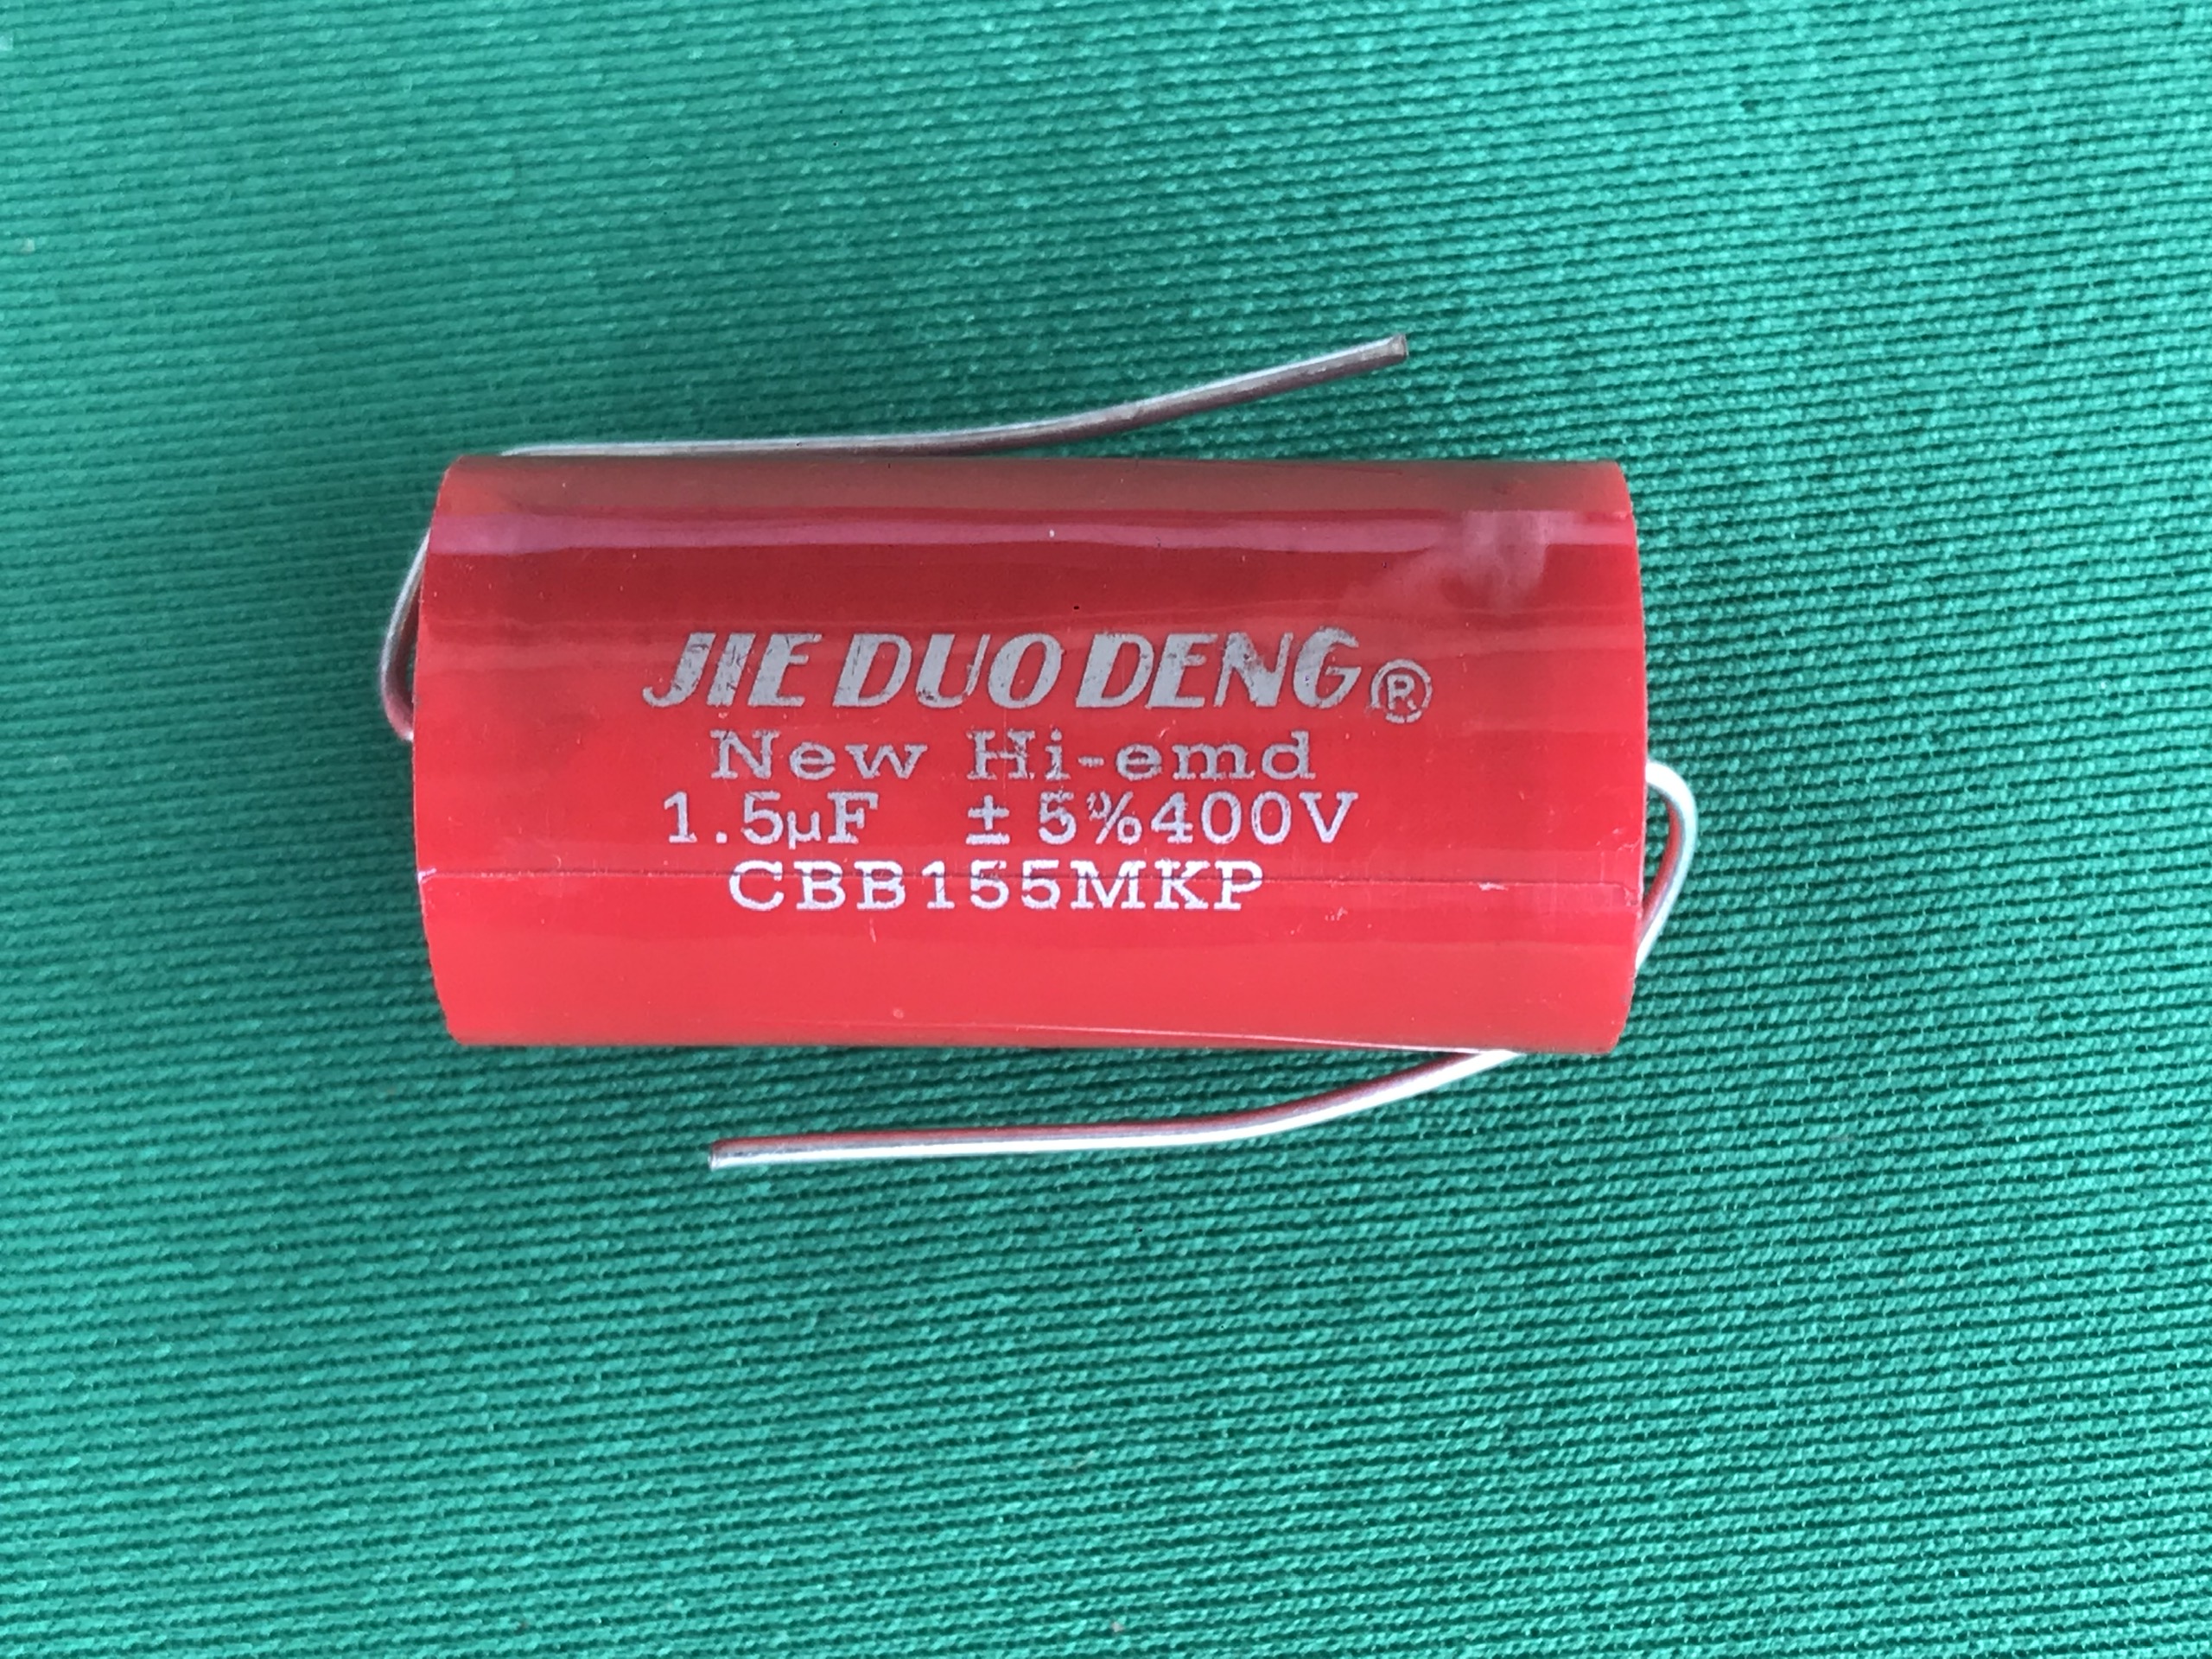 JIE DUO DENG®
New Hi-emd
1.5µF ±5%400V
CBB155MKP